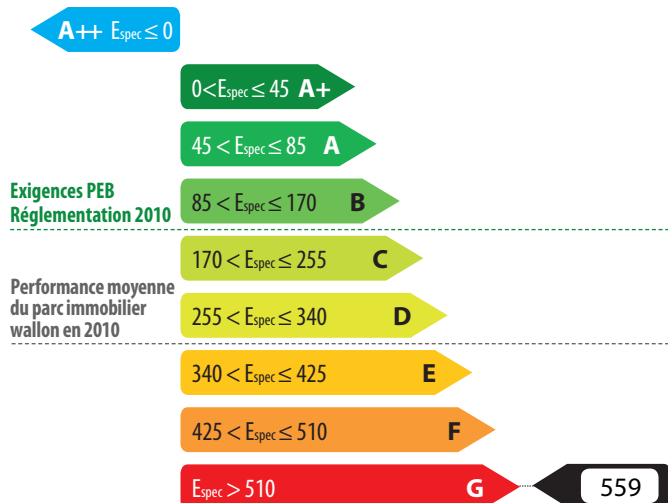 A++ Espec ≤ 0
0 < Espec ≤ 45 A+
45 < Espec ≤ 85 A
Exigences PEB
Réglementation 2010
85 < Espec ≤ 170 B
170 < Espec ≤ 255 C
Performance moyenne
du parc immobilier
wallon en 2010
255 < Espec ≤ 340 D
340 < Espec ≤ 425 E
425 < Espec ≤ 510 F
Espec > 510 G
559